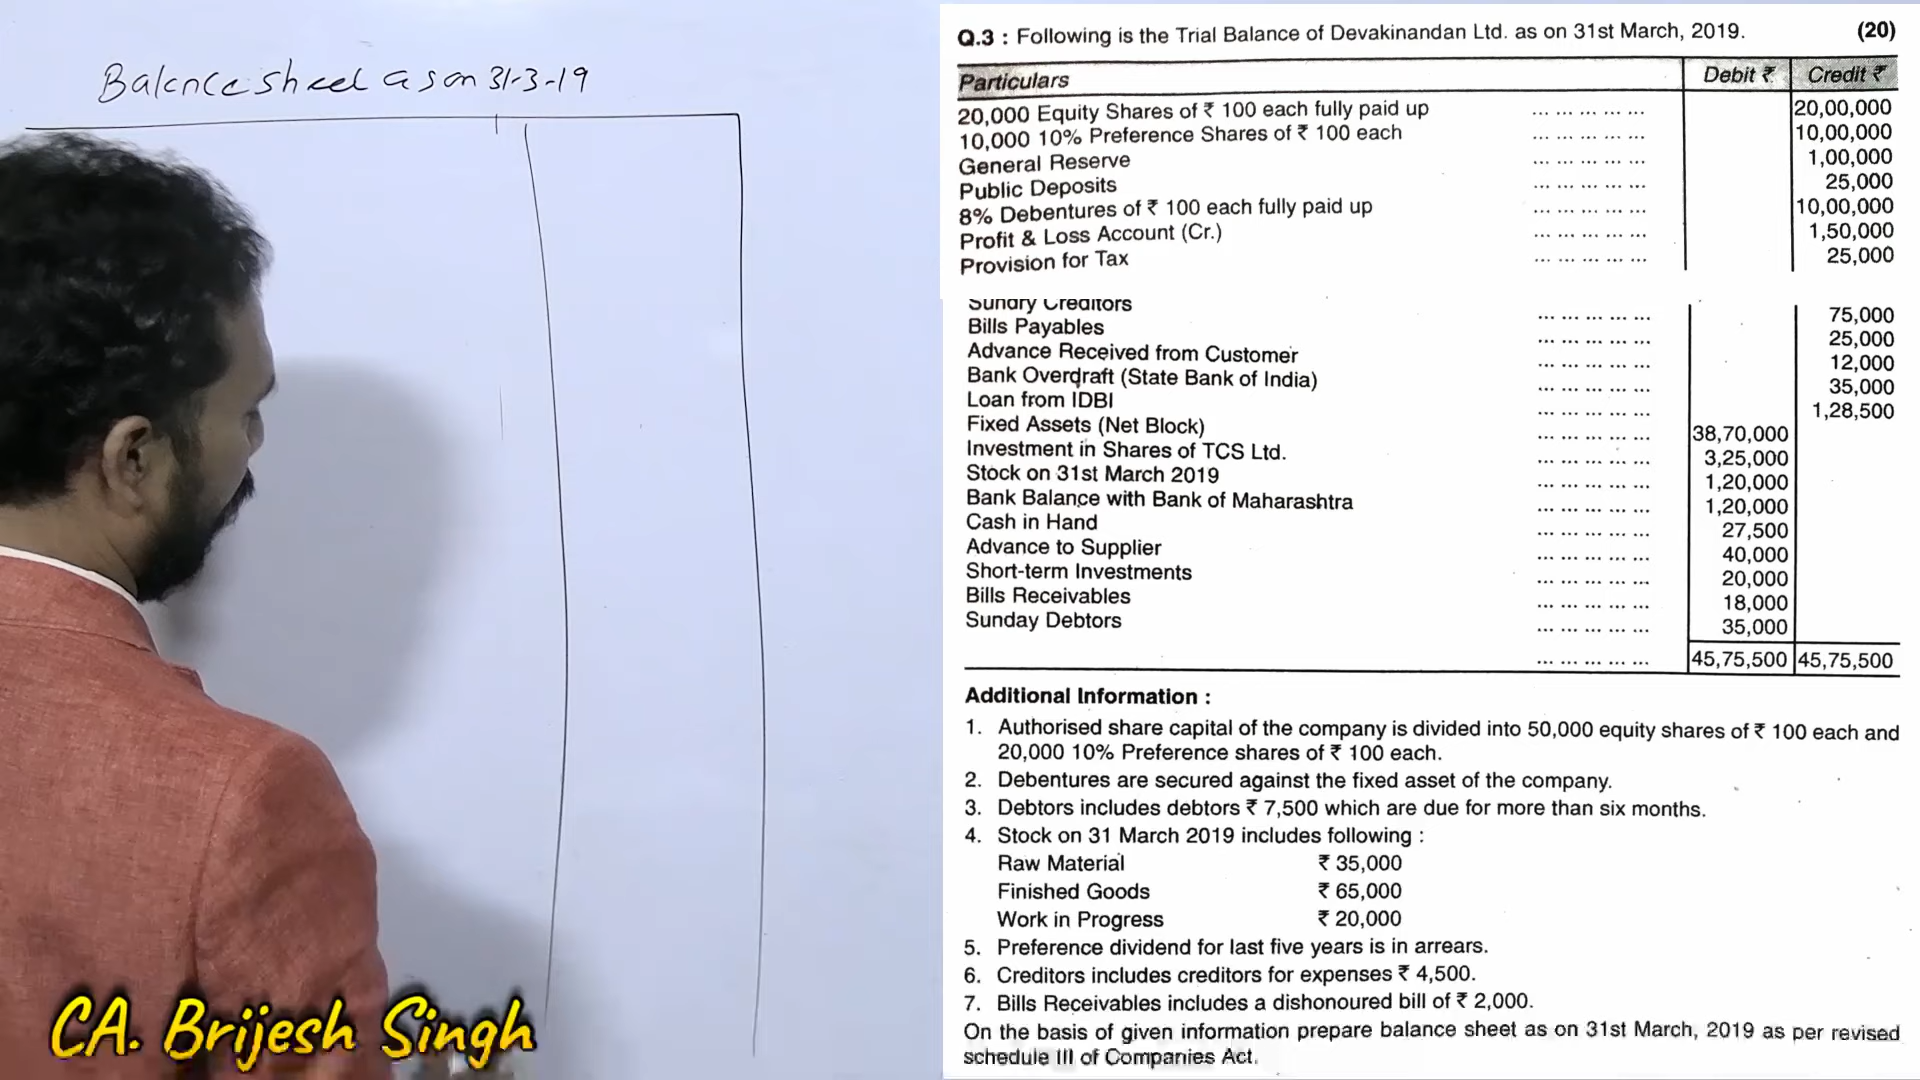 Balance sheet as on 31-3-19
CA. Brijesh Singh
Q.3 : Following is the Trial Balance of Devakinandan Ltd. as on 31st March, 2019. (20)
Particulars Debit ₹ Credit ₹
20,000 Equity Shares of ₹ 100 each fully paid up ... ... ... ... ... 20,00,000
10,000 10% Preference Shares of ₹ 100 each ... ... ... ... ... 10,00,000
General Reserve ... ... ... ... ... 1,00,000
Public Deposits ... ... ... ... ... 25,000
8% Debentures of ₹ 100 each fully paid up ... ... ... ... ... 10,00,000
Profit & Loss Account (Cr.) ... ... ... ... ... 1,50,000
Provision for Tax ... ... ... ... ... 25,000
Sundry Creditors ... ... ... ... ... 75,000
Bills Payables ... ... ... ... ... 25,000
Advance Received from Customer ... ... ... ... ... 12,000
Bank Overdraft (State Bank of India) ... ... ... ... ... 35,000
Loan from IDBI ... ... ... ... ... 1,28,500
Fixed Assets (Net Block) ... ... ... ... ... 38,70,000
Investment in Shares of TCS Ltd. ... ... ... ... ... 3,25,000
Stock on 31st March 2019 ... ... ... ... ... 1,20,000
Bank Balance with Bank of Maharashtra ... ... ... ... ... 1,20,000
Cash in Hand ... ... ... ... ... 27,500
Advance to Supplier ... ... ... ... ... 40,000
Short-term Investments ... ... ... ... ... 20,000
Bills Receivables ... ... ... ... ... 18,000
Sunday Debtors ... ... ... ... ... 35,000
... ... ... ... ... 45,75,500 45,75,500
Additional Information :
1. Authorised share capital of the company is divided into 50,000 equity shares of ₹ 100 each and
20,000 10% Preference shares of ₹ 100 each.
2. Debentures are secured against the fixed asset of the company.
3. Debtors includes debtors ₹ 7,500 which are due for more than six months.
4. Stock on 31 March 2019 includes following :
Raw Material ₹ 35,000
Finished Goods ₹ 65,000
Work in Progress ₹ 20,000
5. Preference dividend for last five years is in arrears.
6. Creditors includes creditors for expenses ₹ 4,500.
7. Bills Receivables includes a dishonoured bill of ₹ 2,000.
On the basis of given information prepare balance sheet as on 31st March, 2019 as per revised
schedule III of Companies Act.